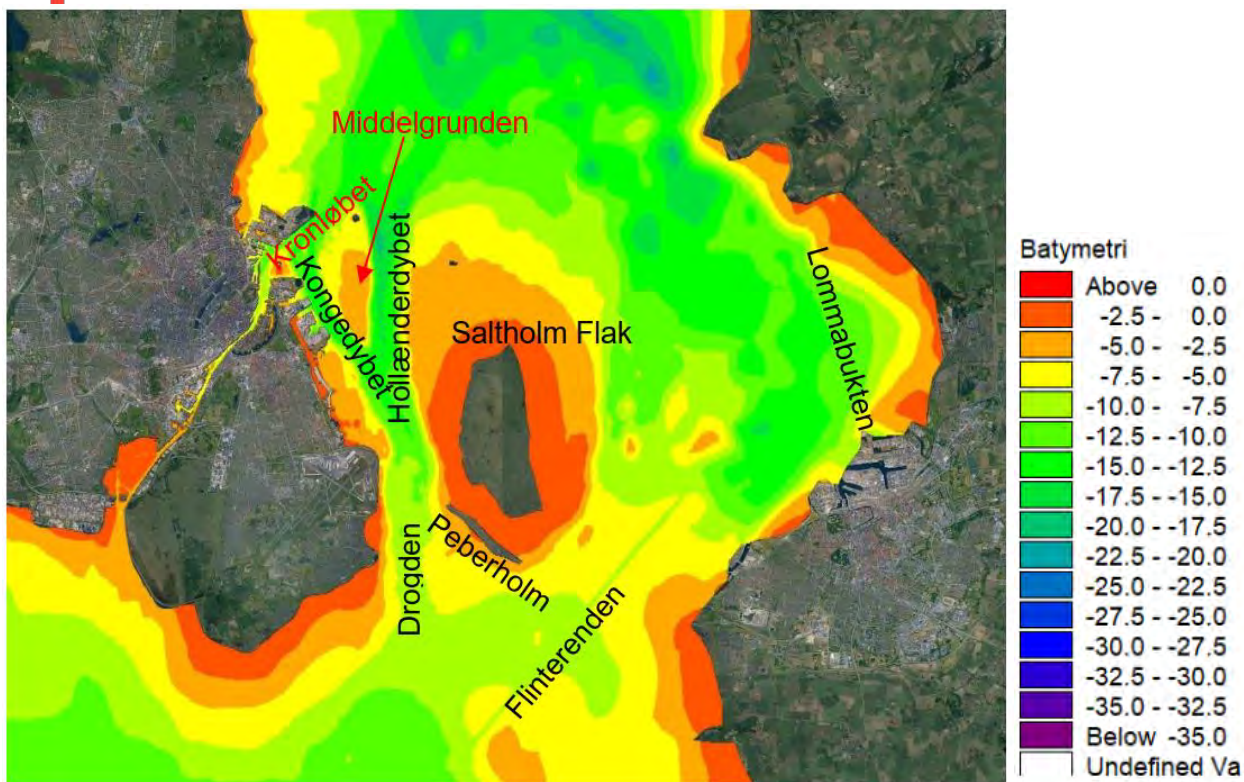 Middelgrunden
Kronløbet
Kongedybet
Hollænderdybet
Saltholm Flak
Lommabukten
Peberholm
Drogden
Flinterenden
Batymetri
Above 0.0
-2.5 - 0.0
-5.0 - -2.5
-7.5 - -5.0
-10.0 - -7.5
-12.5 - -10.0
-15.0 - -12.5
-17.5 - -15.0
-20.0 - -17.5
-22.5 - -20.0
-25.0 - -22.5
-27.5 - -25.0
-30.0 - -27.5
-32.5 - -30.0
-35.0 - -32.5
Below -35.0
Undefined Va